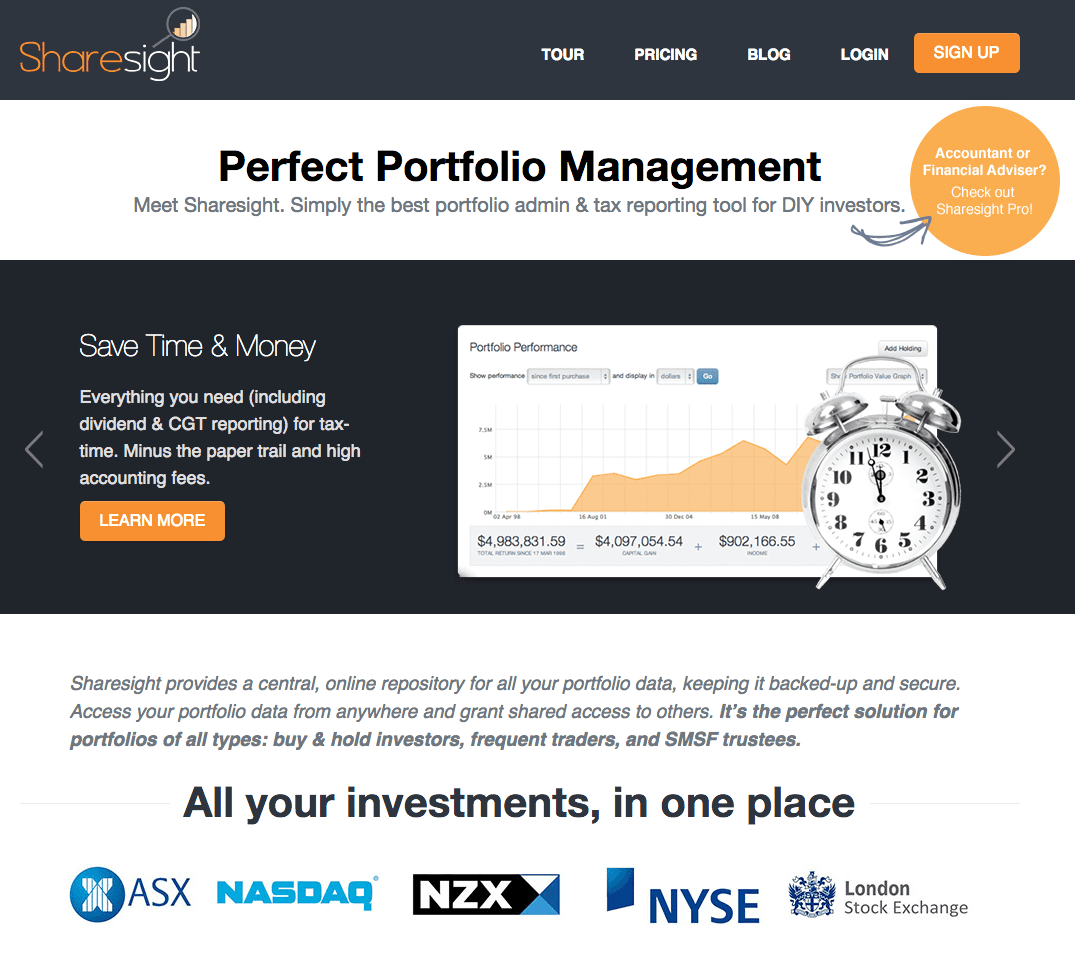 Sharesight
TOUR
PRICING
BLOG
LOGIN
SIGN UP
Perfect Portfolio Management
Meet Sharesight. Simply the best portfolio admin & tax reporting tool for DIY investors.
Accountant or
Financial Adviser?
Check out
Sharesight Pro!
Save Time & Money
Everything you need (including
dividend & CGT reporting) for tax-
time. Minus the paper trail and high
accounting fees.
LEARN MORE
Portfolio Performance
Add Holding
Show performance since first purchase and display in dollars Go
Portfolio Value Graph
7.5M
5M
2.5M
0M
02 Apr 98
16 Aug 01
30 Dec 04
15 May 08
$4,983,831.59 = $4,097,054.54 + $902,166.55 +
TOTAL RETURN SINCE 17 MAR 1998
CAPITAL GAIN
INCOME
12
1
2
3
4
5
6
7
8
9
10
11
Sharesight provides a central, online repository for all your portfolio data, keeping it backed-up and secure.
Access your portfolio data from anywhere and grant shared access to others. It’s the perfect solution for
portfolios of all types: buy & hold investors, frequent traders, and SMSF trustees.
All your investments, in one place
ASX
NASDAQ®
NZX
NYSE
London
Stock Exchange